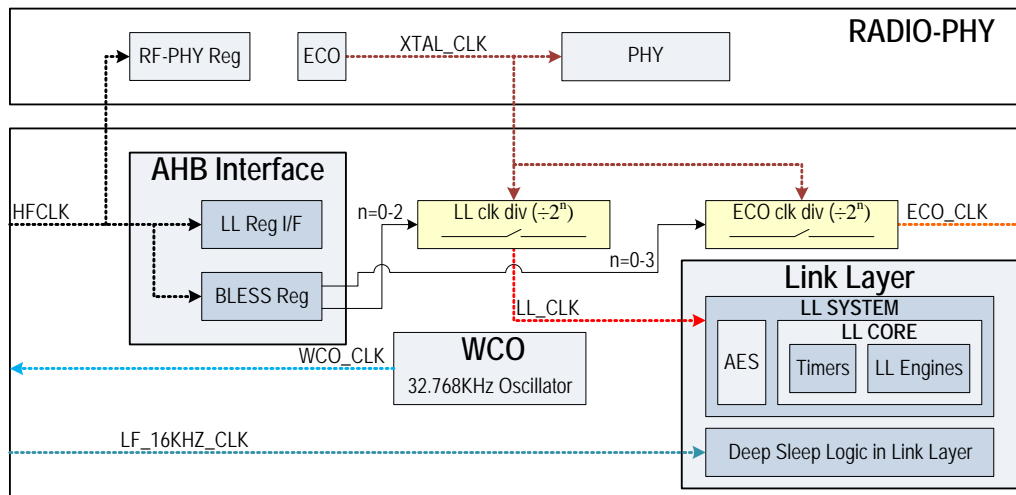 RADIO-PHY
XTAL_CLK
RF-PHY Reg
ECO
PHY
AHB Interface
HFCLK
LL Reg I/F
n=0-2
LL clk div (÷2ⁿ)
ECO clk div (÷2ⁿ)
ECO_CLK
n=0-3
BLESS Reg
Link Layer
LL_CLK
LL SYSTEM
LL CORE
WCO
WCO_CLK
32.768KHz Oscillator
AES
Timers
LL Engines
LF_16KHZ_CLK
Deep Sleep Logic in Link Layer